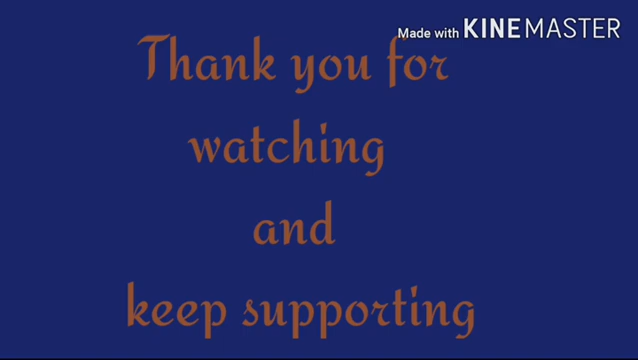 Made with KINEMASTER
Thank you for
watching
and
keep supporting